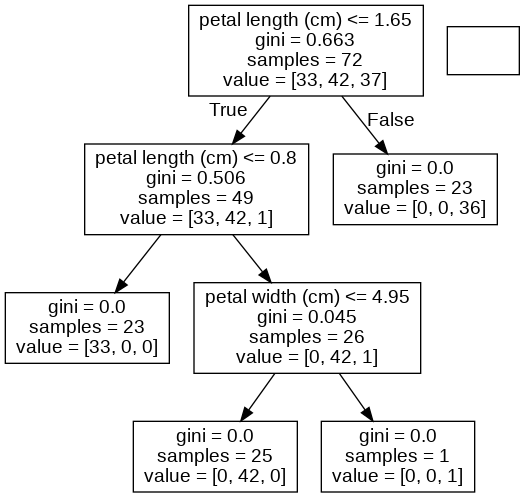 petal length (cm) <= 1.65
gini = 0.663
samples = 72
value = [33, 42, 37]
True
False
petal length (cm) <= 0.8
gini = 0.506
samples = 49
value = [33, 42, 1]
gini = 0.0
samples = 23
value = [0, 0, 36]
gini = 0.0
samples = 23
value = [33, 0, 0]
petal width (cm) <= 4.95
gini = 0.045
samples = 26
value = [0, 42, 1]
gini = 0.0
samples = 25
value = [0, 42, 0]
gini = 0.0
samples = 1
value = [0, 0, 1]